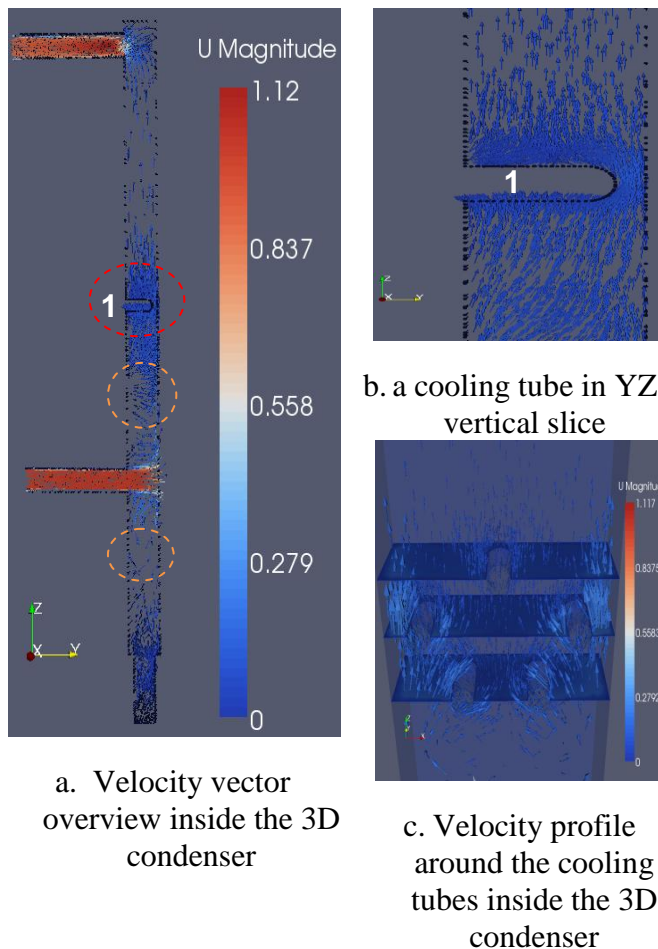 U Magnitude
1.12
0.837
0.558
0.279
0
1
Z
X
Y
a. Velocity vector
overview inside the 3D
condenser
1
Z
X
Y
b. a cooling tube in YZ
vertical slice
U Magnitu
1.117
0.8375
0.5583
0.2792
0
c. Velocity profile
around the cooling
tubes inside the 3D
condenser